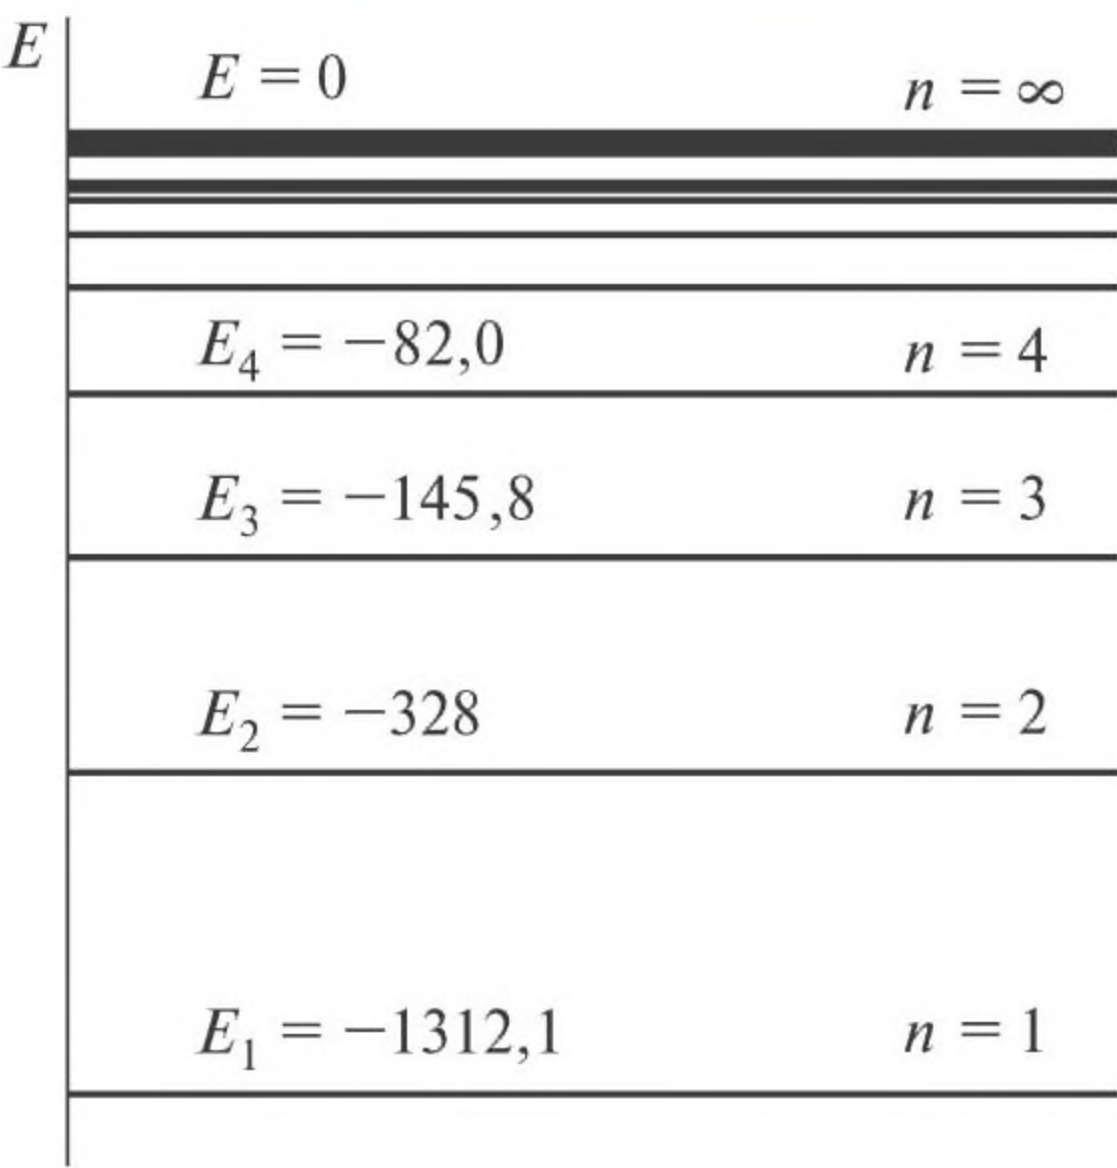 E
E = 0 n = ∞
E₄ = −82,0 n = 4
E₃ = −145,8 n = 3
E₂ = −328 n = 2
E₁ = −1312,1 n = 1